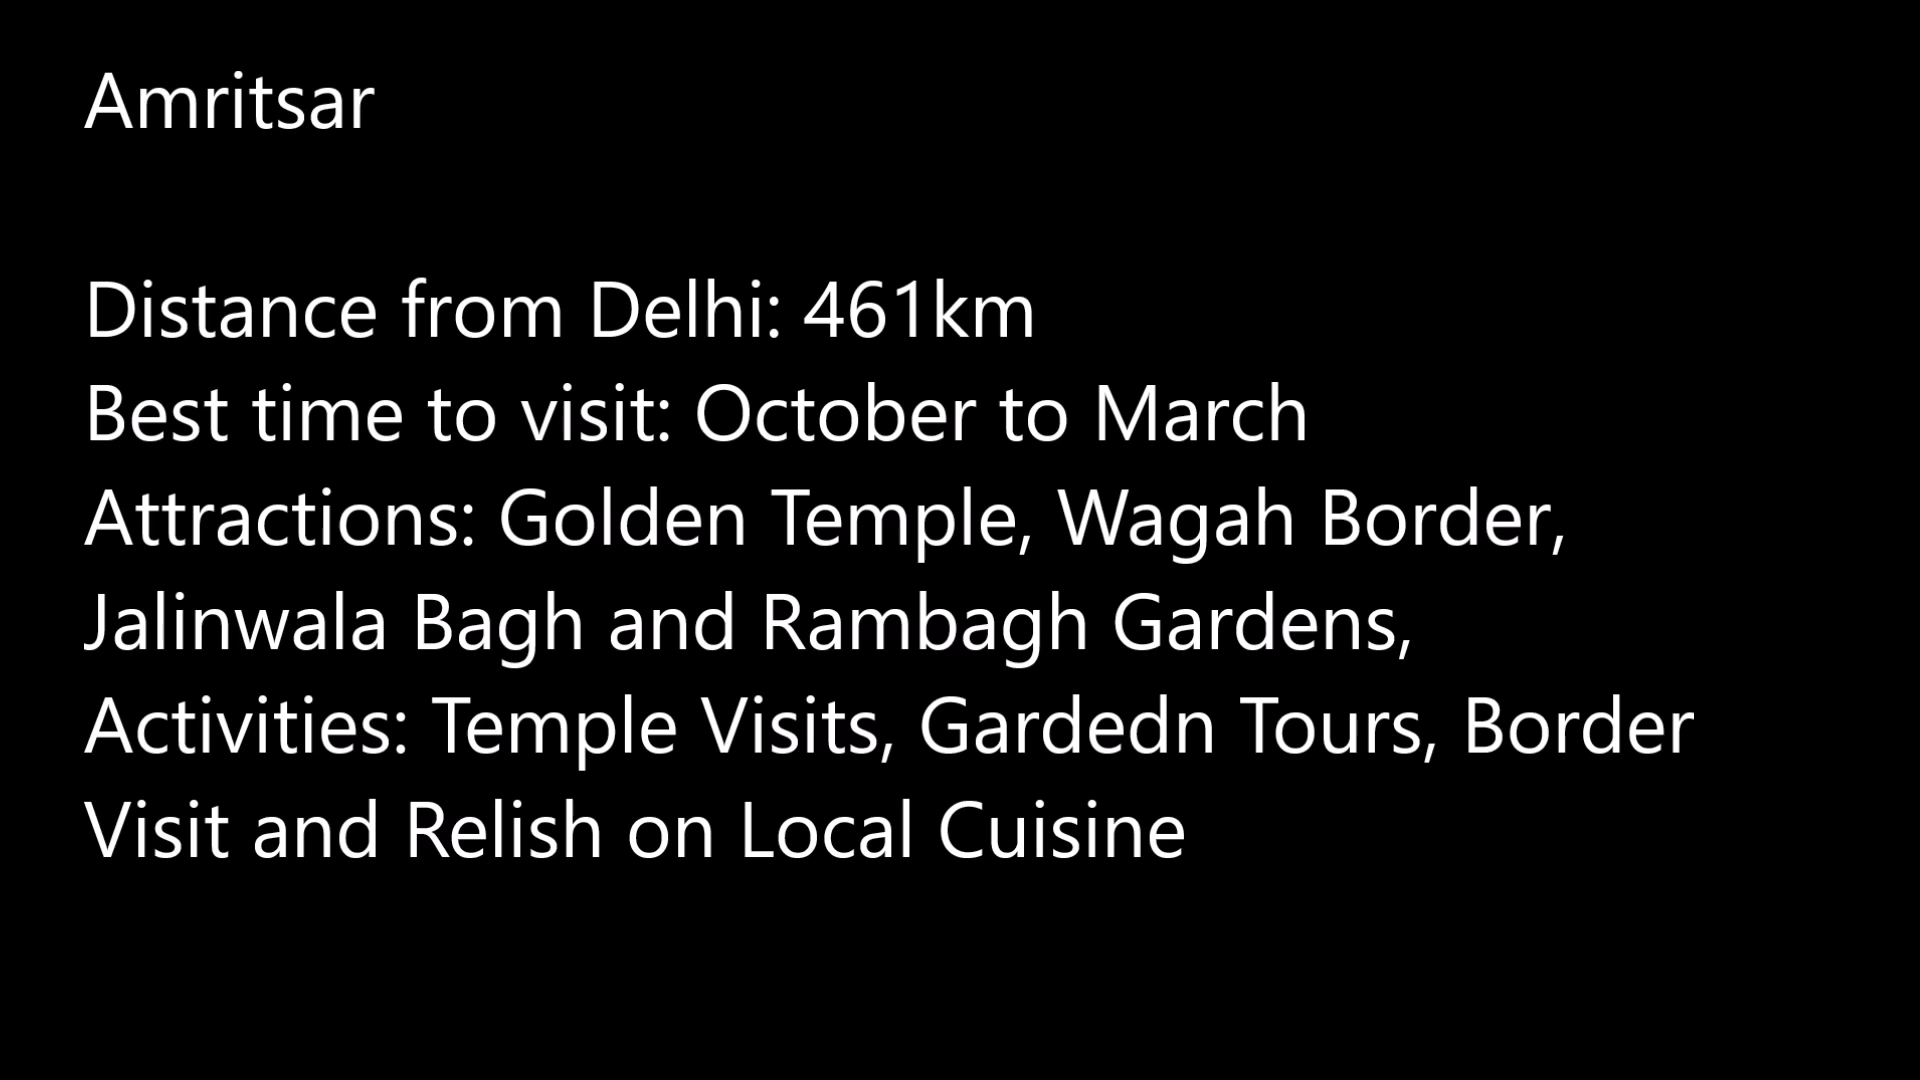 Amritsar
Distance from Delhi: 461km
Best time to visit: October to March
Attractions: Golden Temple, Wagah Border,
Jalinwala Bagh and Rambagh Gardens,
Activities: Temple Visits, Gardedn Tours, Border
Visit and Relish on Local Cuisine